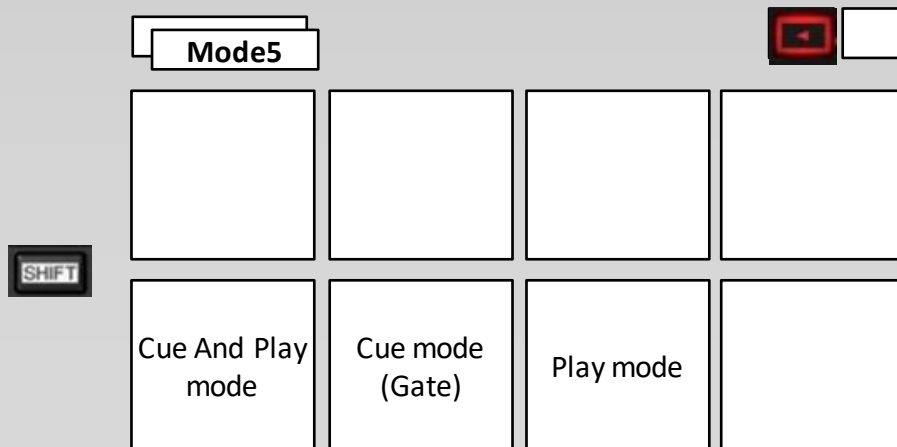 Mode5
SHIFT
Cue And Play
mode
Cue mode
(Gate)
Play mode